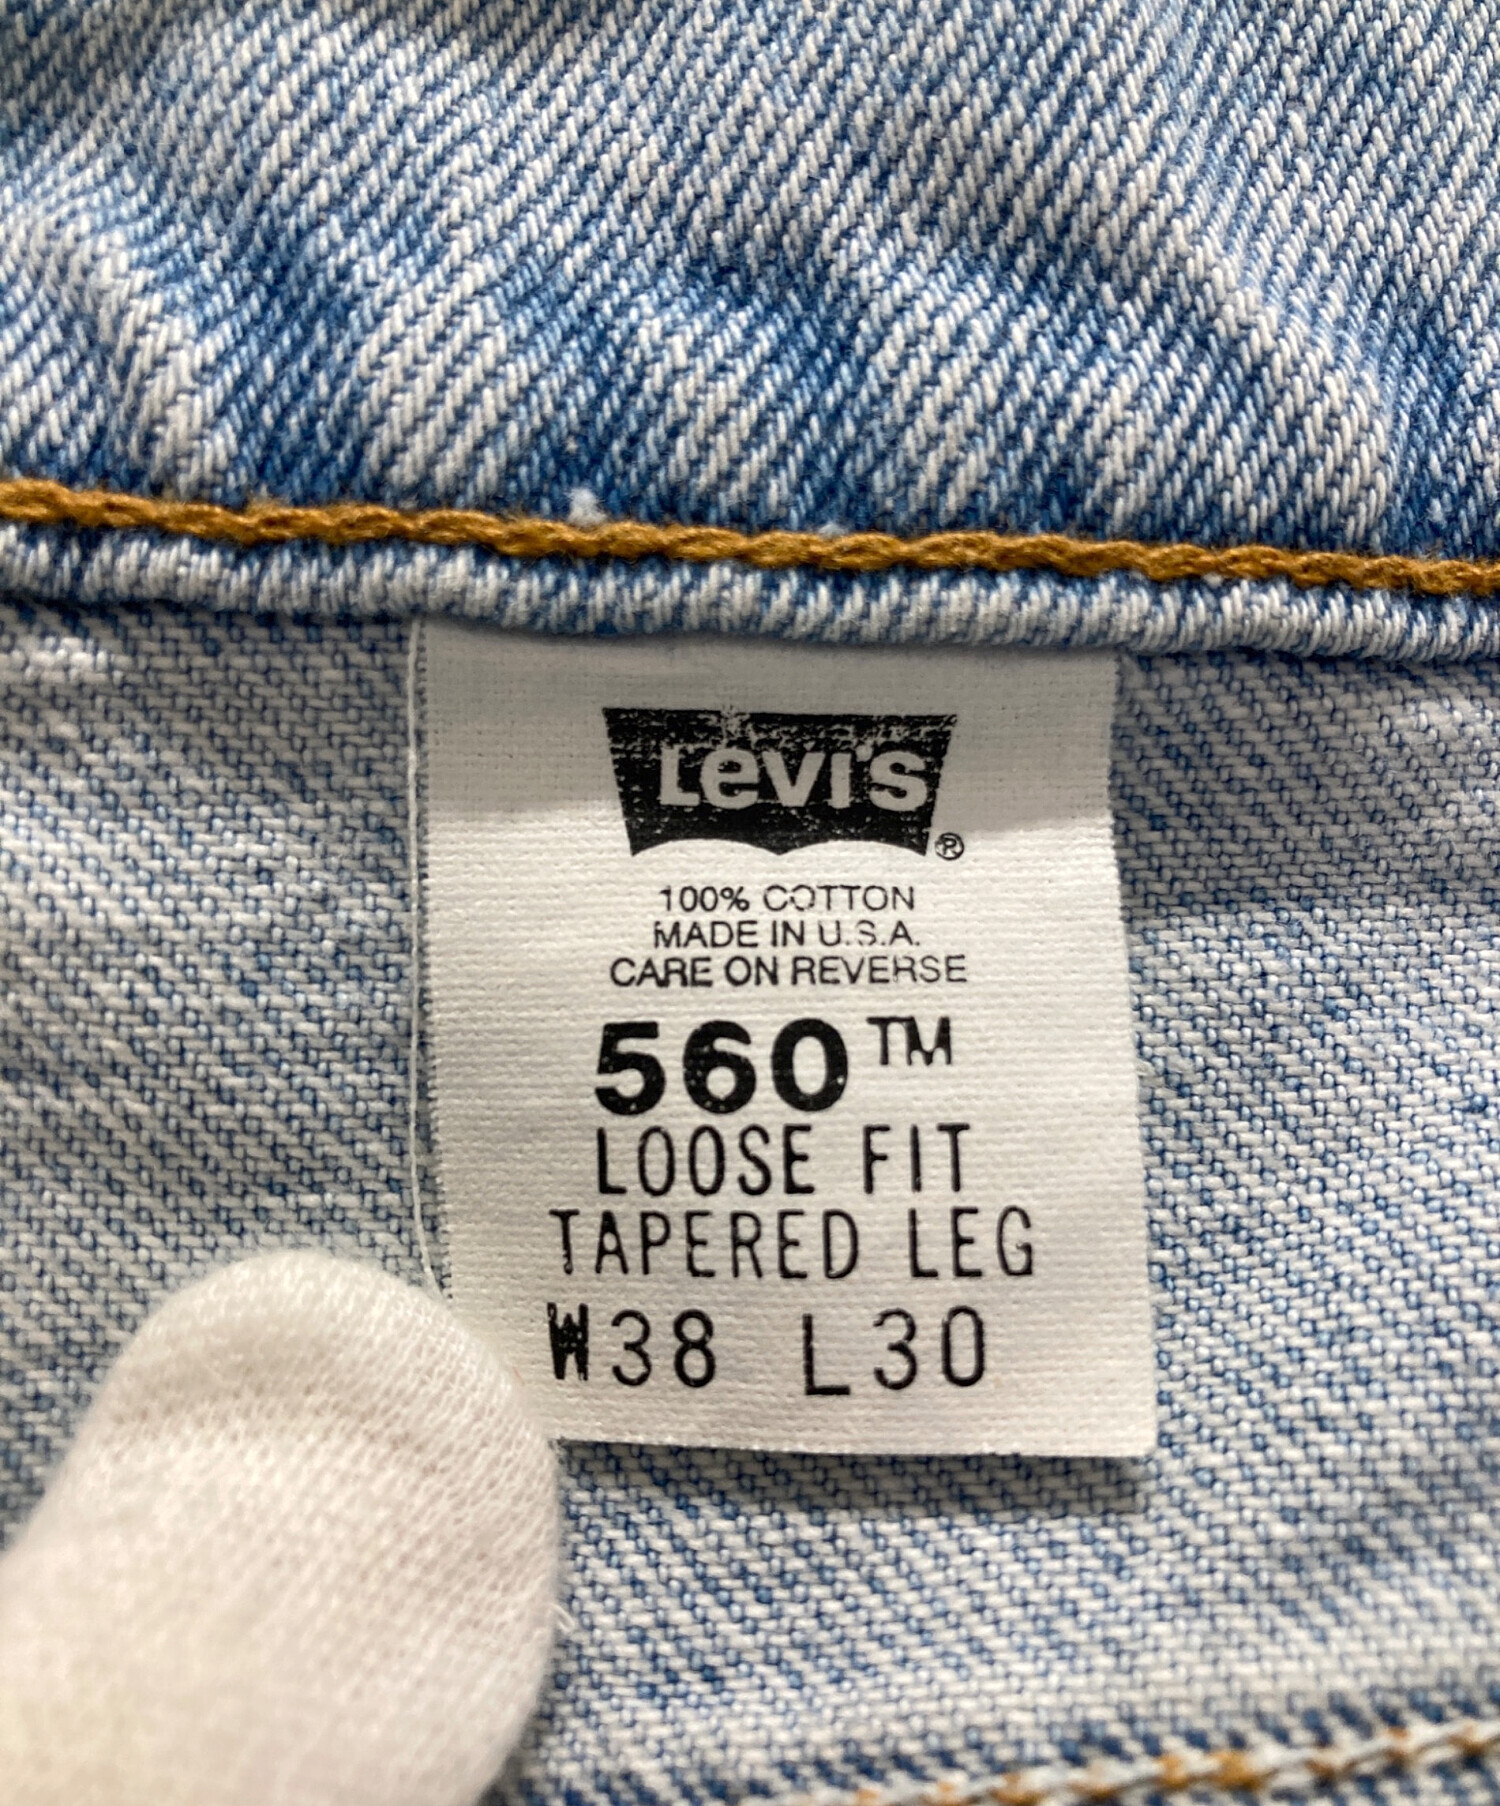 Levi's®
100% COTTON
MADE IN U.S.A.
CARE ON REVERSE
560™
LOOSE FIT
TAPERED LEG
W38 L30